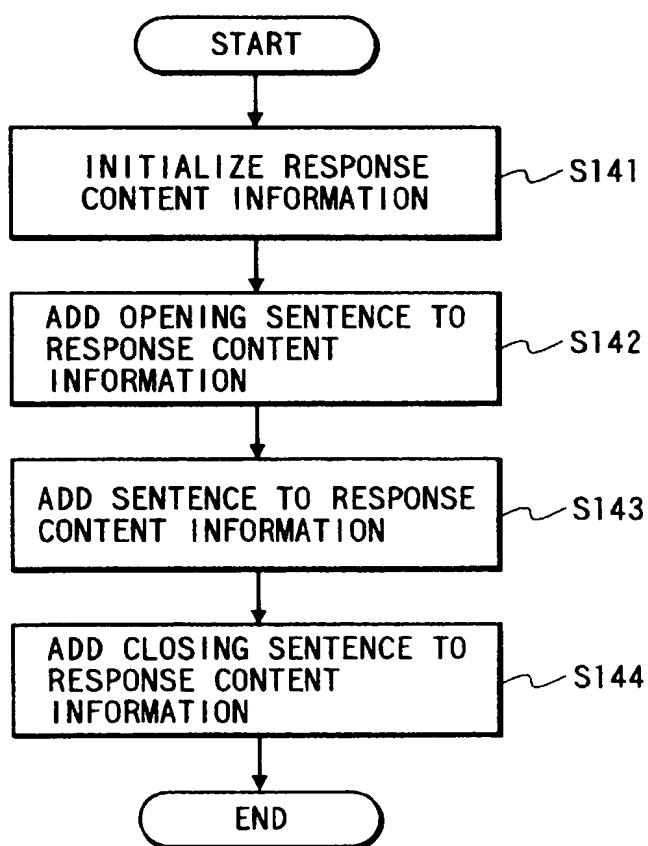 START
INITIALIZE RESPONSE
CONTENT INFORMATION
S141
ADD OPENING SENTENCE TO
RESPONSE CONTENT
INFORMATION
S142
ADD SENTENCE TO RESPONSE
CONTENT INFORMATION
S143
ADD CLOSING SENTENCE TO
RESPONSE CONTENT
INFORMATION
S144
END